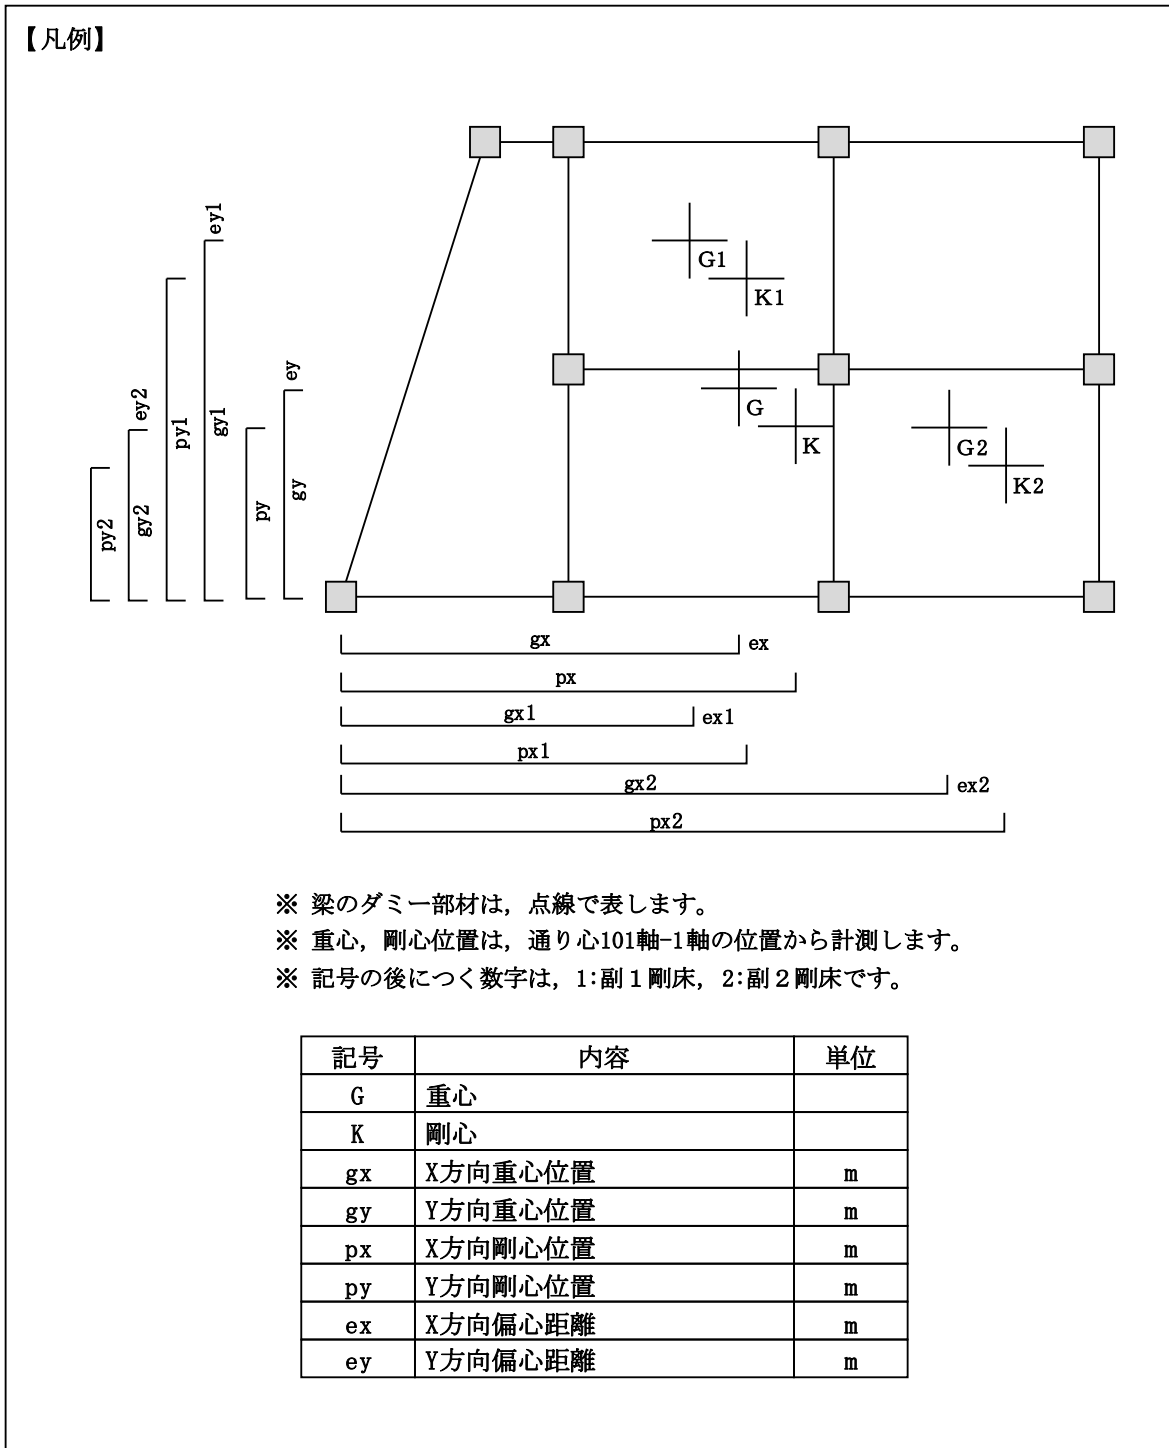 【凡例】
G1
K1
G
K
G2
K2
ey1
ey
ey2
py1
gy1
py2
gy2
py
gy
gx
ex
px
gx1
ex1
px1
gx2
ex2
px2
※ 梁のダミー部材は，点線で表します。
※ 重心，剛心位置は，通り心101軸-1軸の位置から計測します。
※ 記号の後につく数字は，1:副１剛床，2:副２剛床です。
記号 内容 単位
G 重心
K 剛心
gx X方向重心位置 m
gy Y方向重心位置 m
px X方向剛心位置 m
py Y方向剛心位置 m
ex X方向偏心距離 m
ey Y方向偏心距離 m